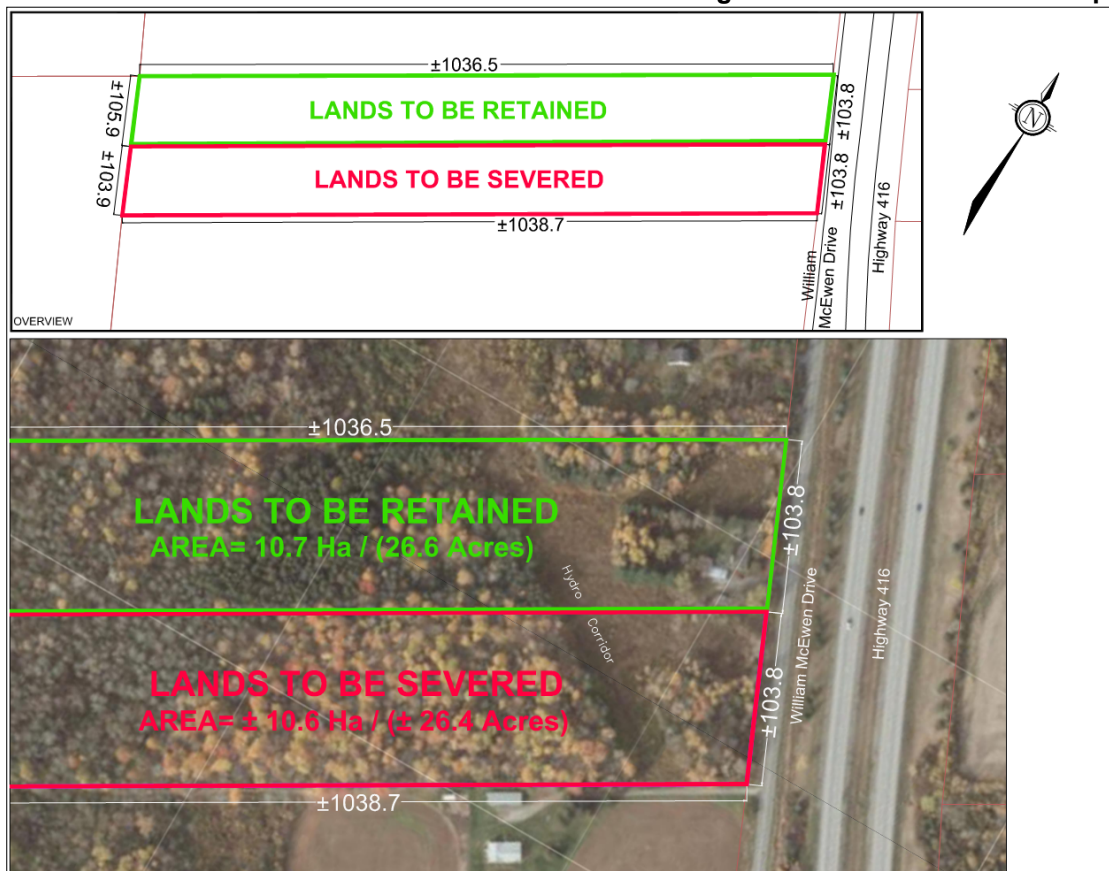 g
p
±1036.5
LANDS TO BE RETAINED
±105.9
±103.8
N
LANDS TO BE SEVERED
±103.9
±103.8
±1038.7
William
McEwen Drive
Highway 416
OVERVIEW
±1036.5
LANDS TO BE RETAINED
AREA= 10.7 Ha / (26.6 Acres)
±103.8
Hydro
Corridor
William McEwen Drive
Highway 416
LANDS TO BE SEVERED
AREA= ± 10.6 Ha / (± 26.4 Acres)
±103.8
±1038.7